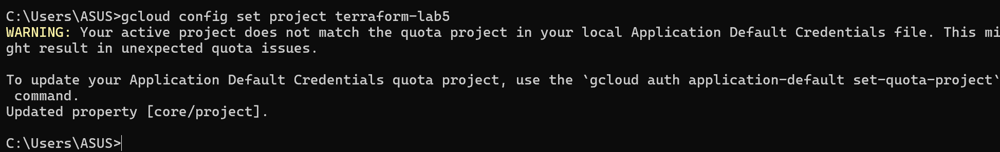 C:\Users\ASUS>gcloud config set project terraform-lab5
WARNING: Your active project does not match the quota project in your local Application Default Credentials file. This mi
ght result in unexpected quota issues.
To update your Application Default Credentials quota project, use the `gcloud auth application-default set-quota-project`
 command.
Updated property [core/project].
C:\Users\ASUS>